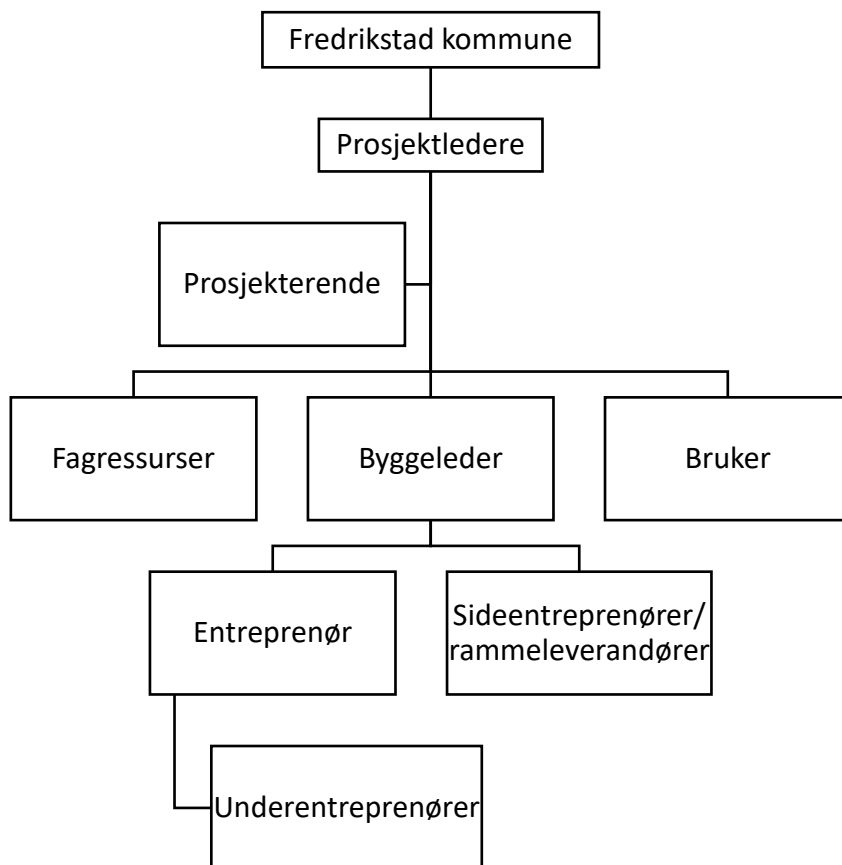 Fredrikstad kommune
Prosjektledere
Prosjekterende
Fagressurser
Byggeleder
Bruker
Entreprenør
Sideentreprenører/
rammeleverandører
Underentreprenører